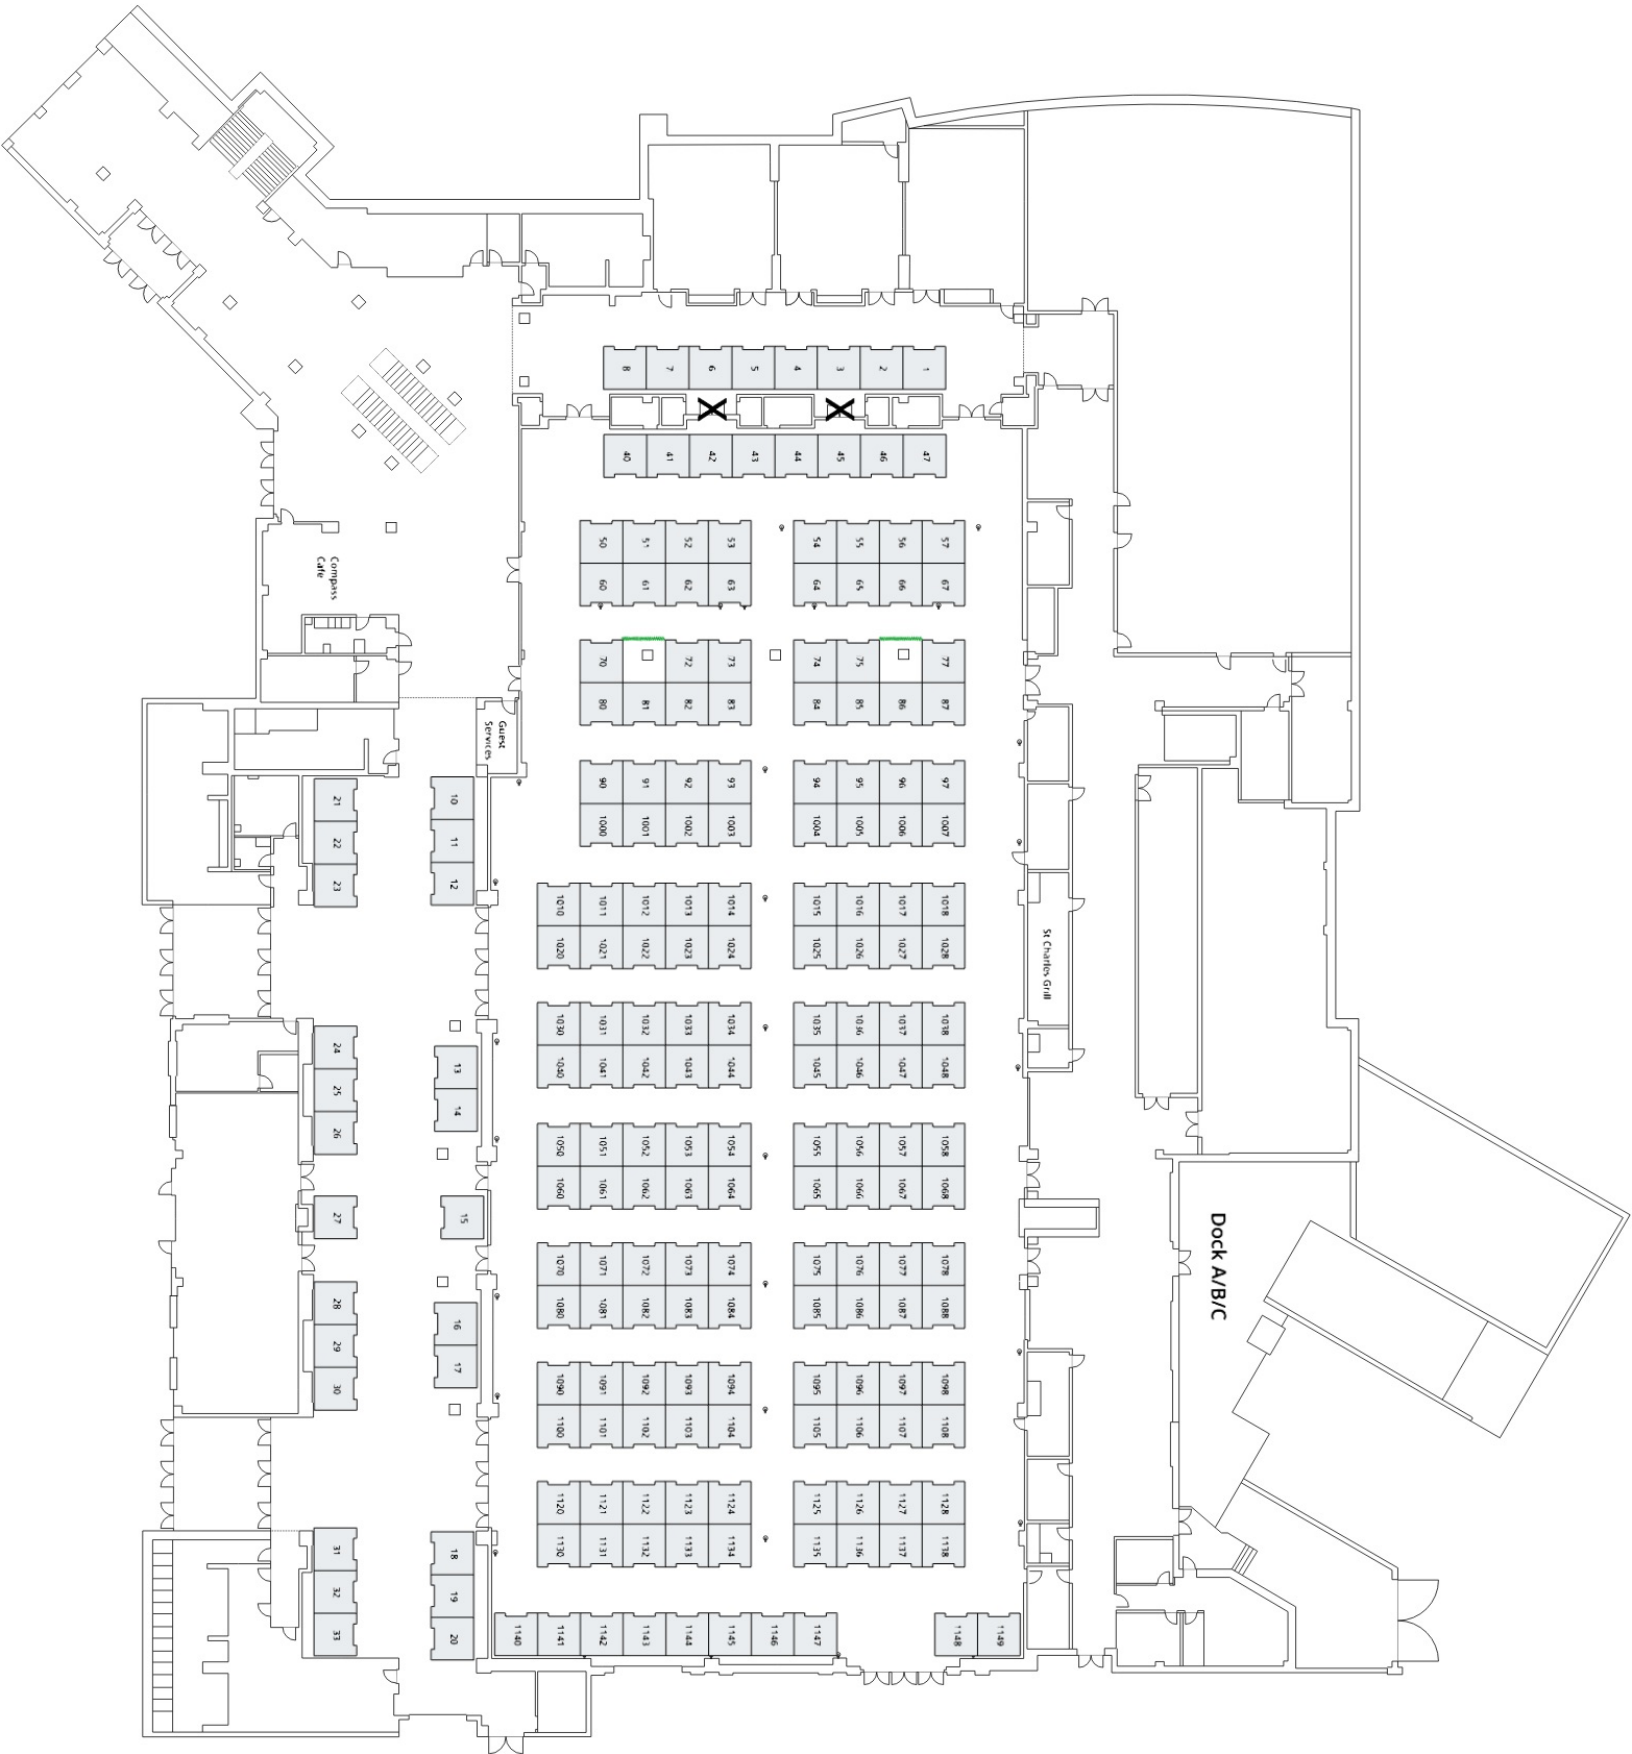 8 7 6 5 4 3 2 1
X X
40 41 42 43 44 45 46 47
50 51 52 53 54 55 56 57
60 61 62 63 64 65 66 67
Compass
Cafe
70 72 73 74 75 77
80 81 82 83 84 85 86 87
Guest
Services
21 10 90 91 92 93 94 95 96 97
22 11 1000 1001 1002 1003 1004 1005 1006 1007
23 12
1010 1011 1012 1013 1014 1015 1016 1017 1018
1020 1021 1022 1023 1024 1025 1026 1027 1028
St Charles Grill
24 1030 1031 1032 1033 1034 1035 1036 1037 1038
25 13 1040 1041 1042 1043 1044 1045 1046 1047 1048
26 14 1050 1051 1052 1053 1054 1055 1056 1057 1058
1060 1061 1062 1063 1064 1065 1066 1067 1068
27 15
Dock A/B/C
1070 1071 1072 1073 1074 1075 1076 1077 1078
28 16 1080 1081 1082 1083 1084 1085 1086 1087 1088
29 17
30 1090 1091 1092 1093 1094 1095 1096 1097 1098
1100 1101 1102 1103 1104 1105 1106 1107 1108
1120 1121 1122 1123 1124 1125 1126 1127 1128
31 18 1130 1131 1132 1133 1134 1135 1136 1137 1138
32 19
33 20 1140 1141 1142 1143 1144 1145 1146 1147 1148 1149